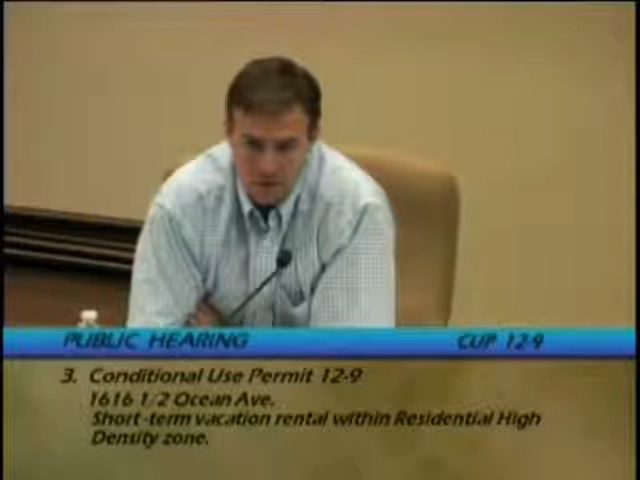 PUBLIC HEARING CUP 12-9
3. Conditional Use Permit 12-9
1616 1/2 Ocean Ave.
Short-term vacation rental within Residential High
Density zone.